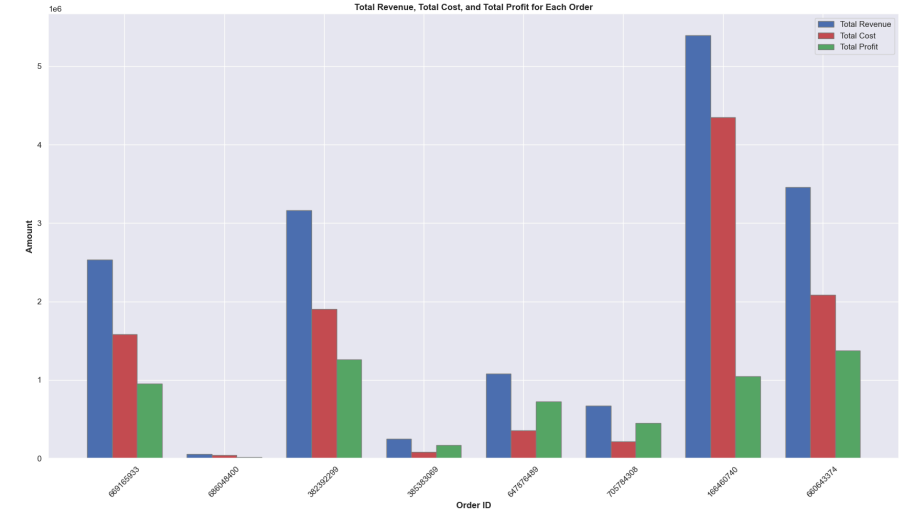 Total Revenue, Total Cost, and Total Profit for Each Order
1e6
Total Revenue
Total Cost
Total Profit
5
4
3
2
1
0
Amount
669165933
686048400
382392299
385383069
647876489
705784308
166460740
660643374
Order ID